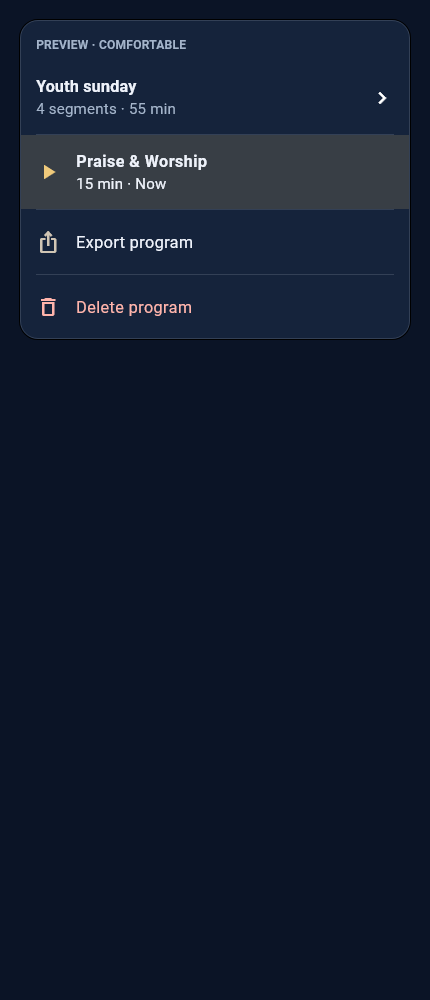 PREVIEW · COMFORTABLE
Youth sunday
4 segments · 55 min
Praise & Worship
15 min · Now
Export program
Delete program